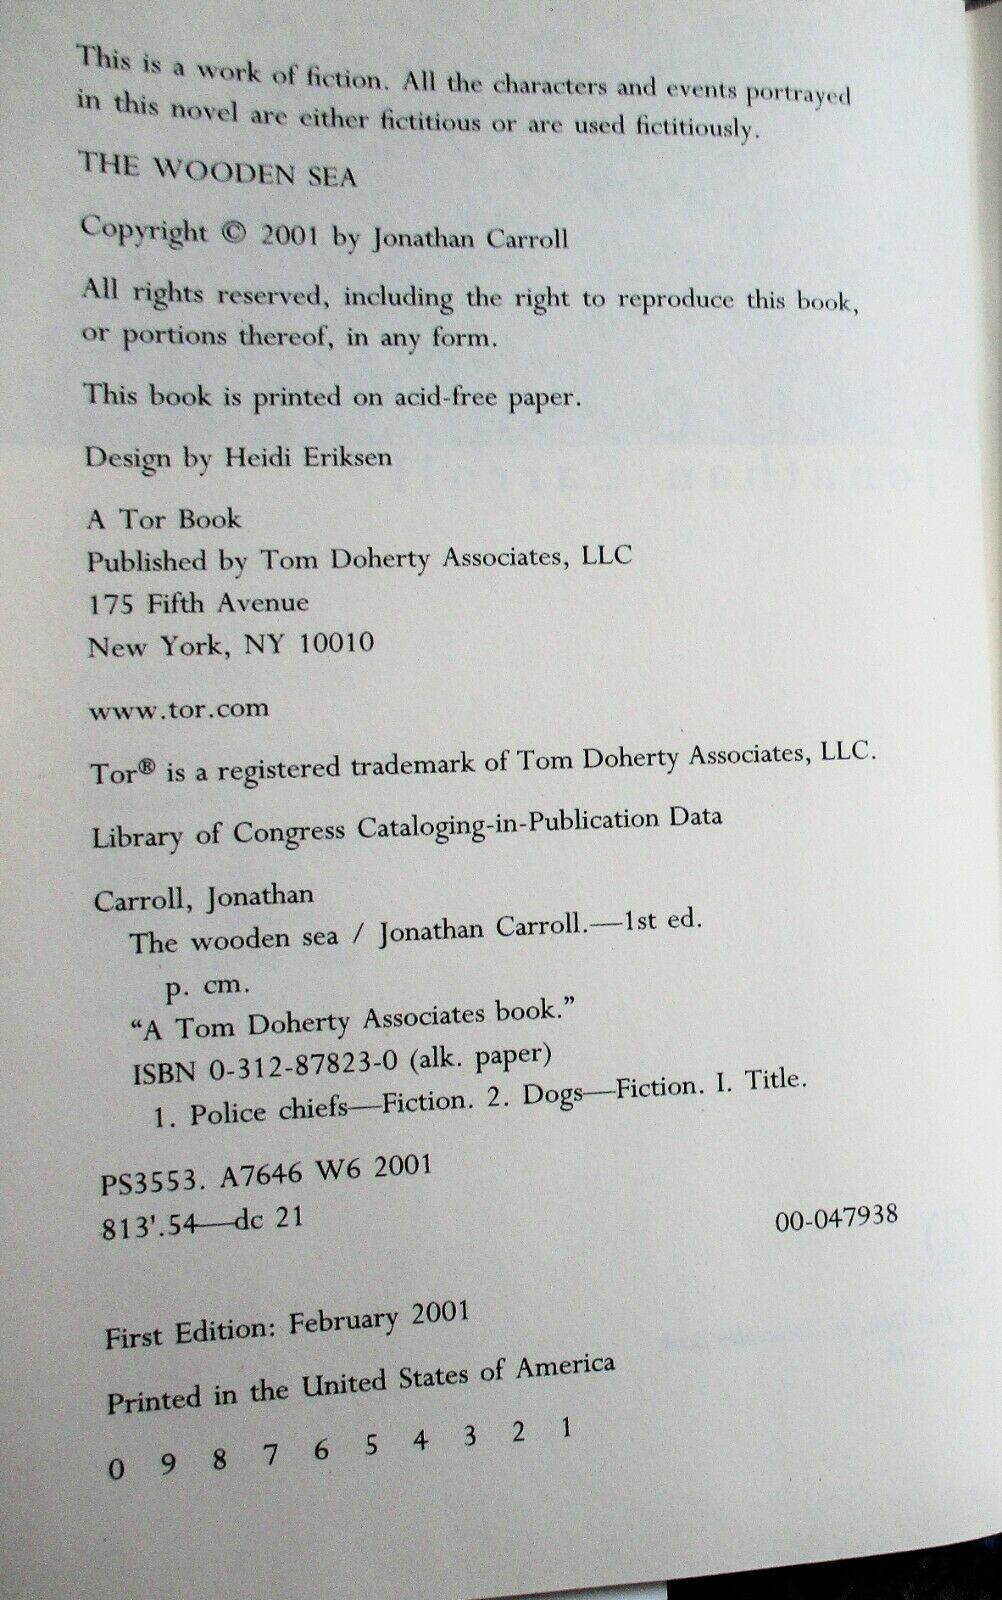 This is a work of fiction. All the characters and events portrayed
in this novel are either fictitious or are used fictitiously.
THE WOODEN SEA
Copyright © 2001 by Jonathan Carroll
All rights reserved, including the right to reproduce this book,
or portions thereof, in any form.
This book is printed on acid-free paper.
Design by Heidi Eriksen
A Tor Book
Published by Tom Doherty Associates, LLC
175 Fifth Avenue
New York, NY 10010
www.tor.com
Tor® is a registered trademark of Tom Doherty Associates, LLC.
Library of Congress Cataloging-in-Publication Data
Carroll, Jonathan
The wooden sea / Jonathan Carroll.—1st ed.
p. cm.
“A Tom Doherty Associates book.”
ISBN 0-312-87823-0 (alk. paper)
1. Police chiefs—Fiction. 2. Dogs—Fiction. I. Title.
PS3553. A7646 W6 2001
813'.54—dc 21 00-047938
First Edition: February 2001
Printed in the United States of America
0 9 8 7 6 5 4 3 2 1